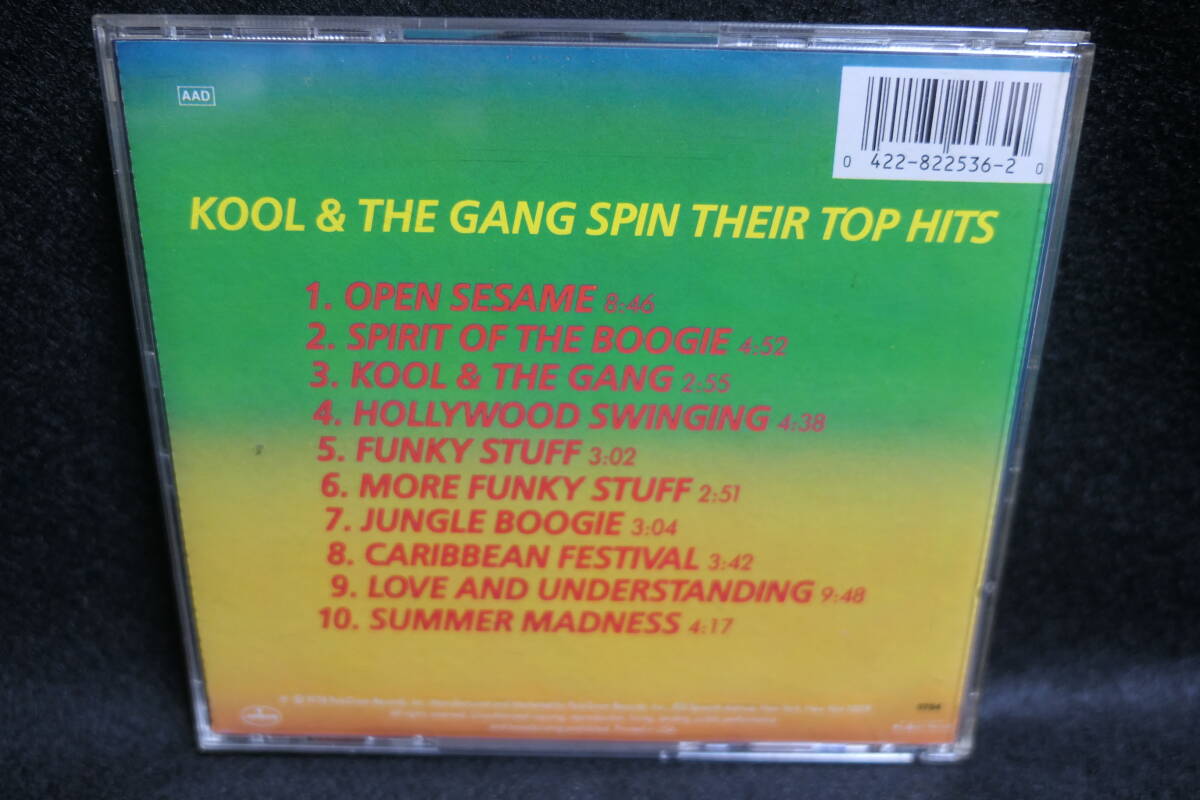 AAD
0 422-822536-2 0
KOOL & THE GANG SPIN THEIR TOP HITS
1. OPEN SESAME 8:46
2. SPIRIT OF THE BOOGIE 4:52
3. KOOL & THE GANG 2:55
4. HOLLYWOOD SWINGING 4:38
5. FUNKY STUFF 3:02
6. MORE FUNKY STUFF 2:51
7. JUNGLE BOOGIE 3:04
8. CARIBBEAN FESTIVAL 3:42
9. LOVE AND UNDERSTANDING 9:48
10. SUMMER MADNESS 4:17